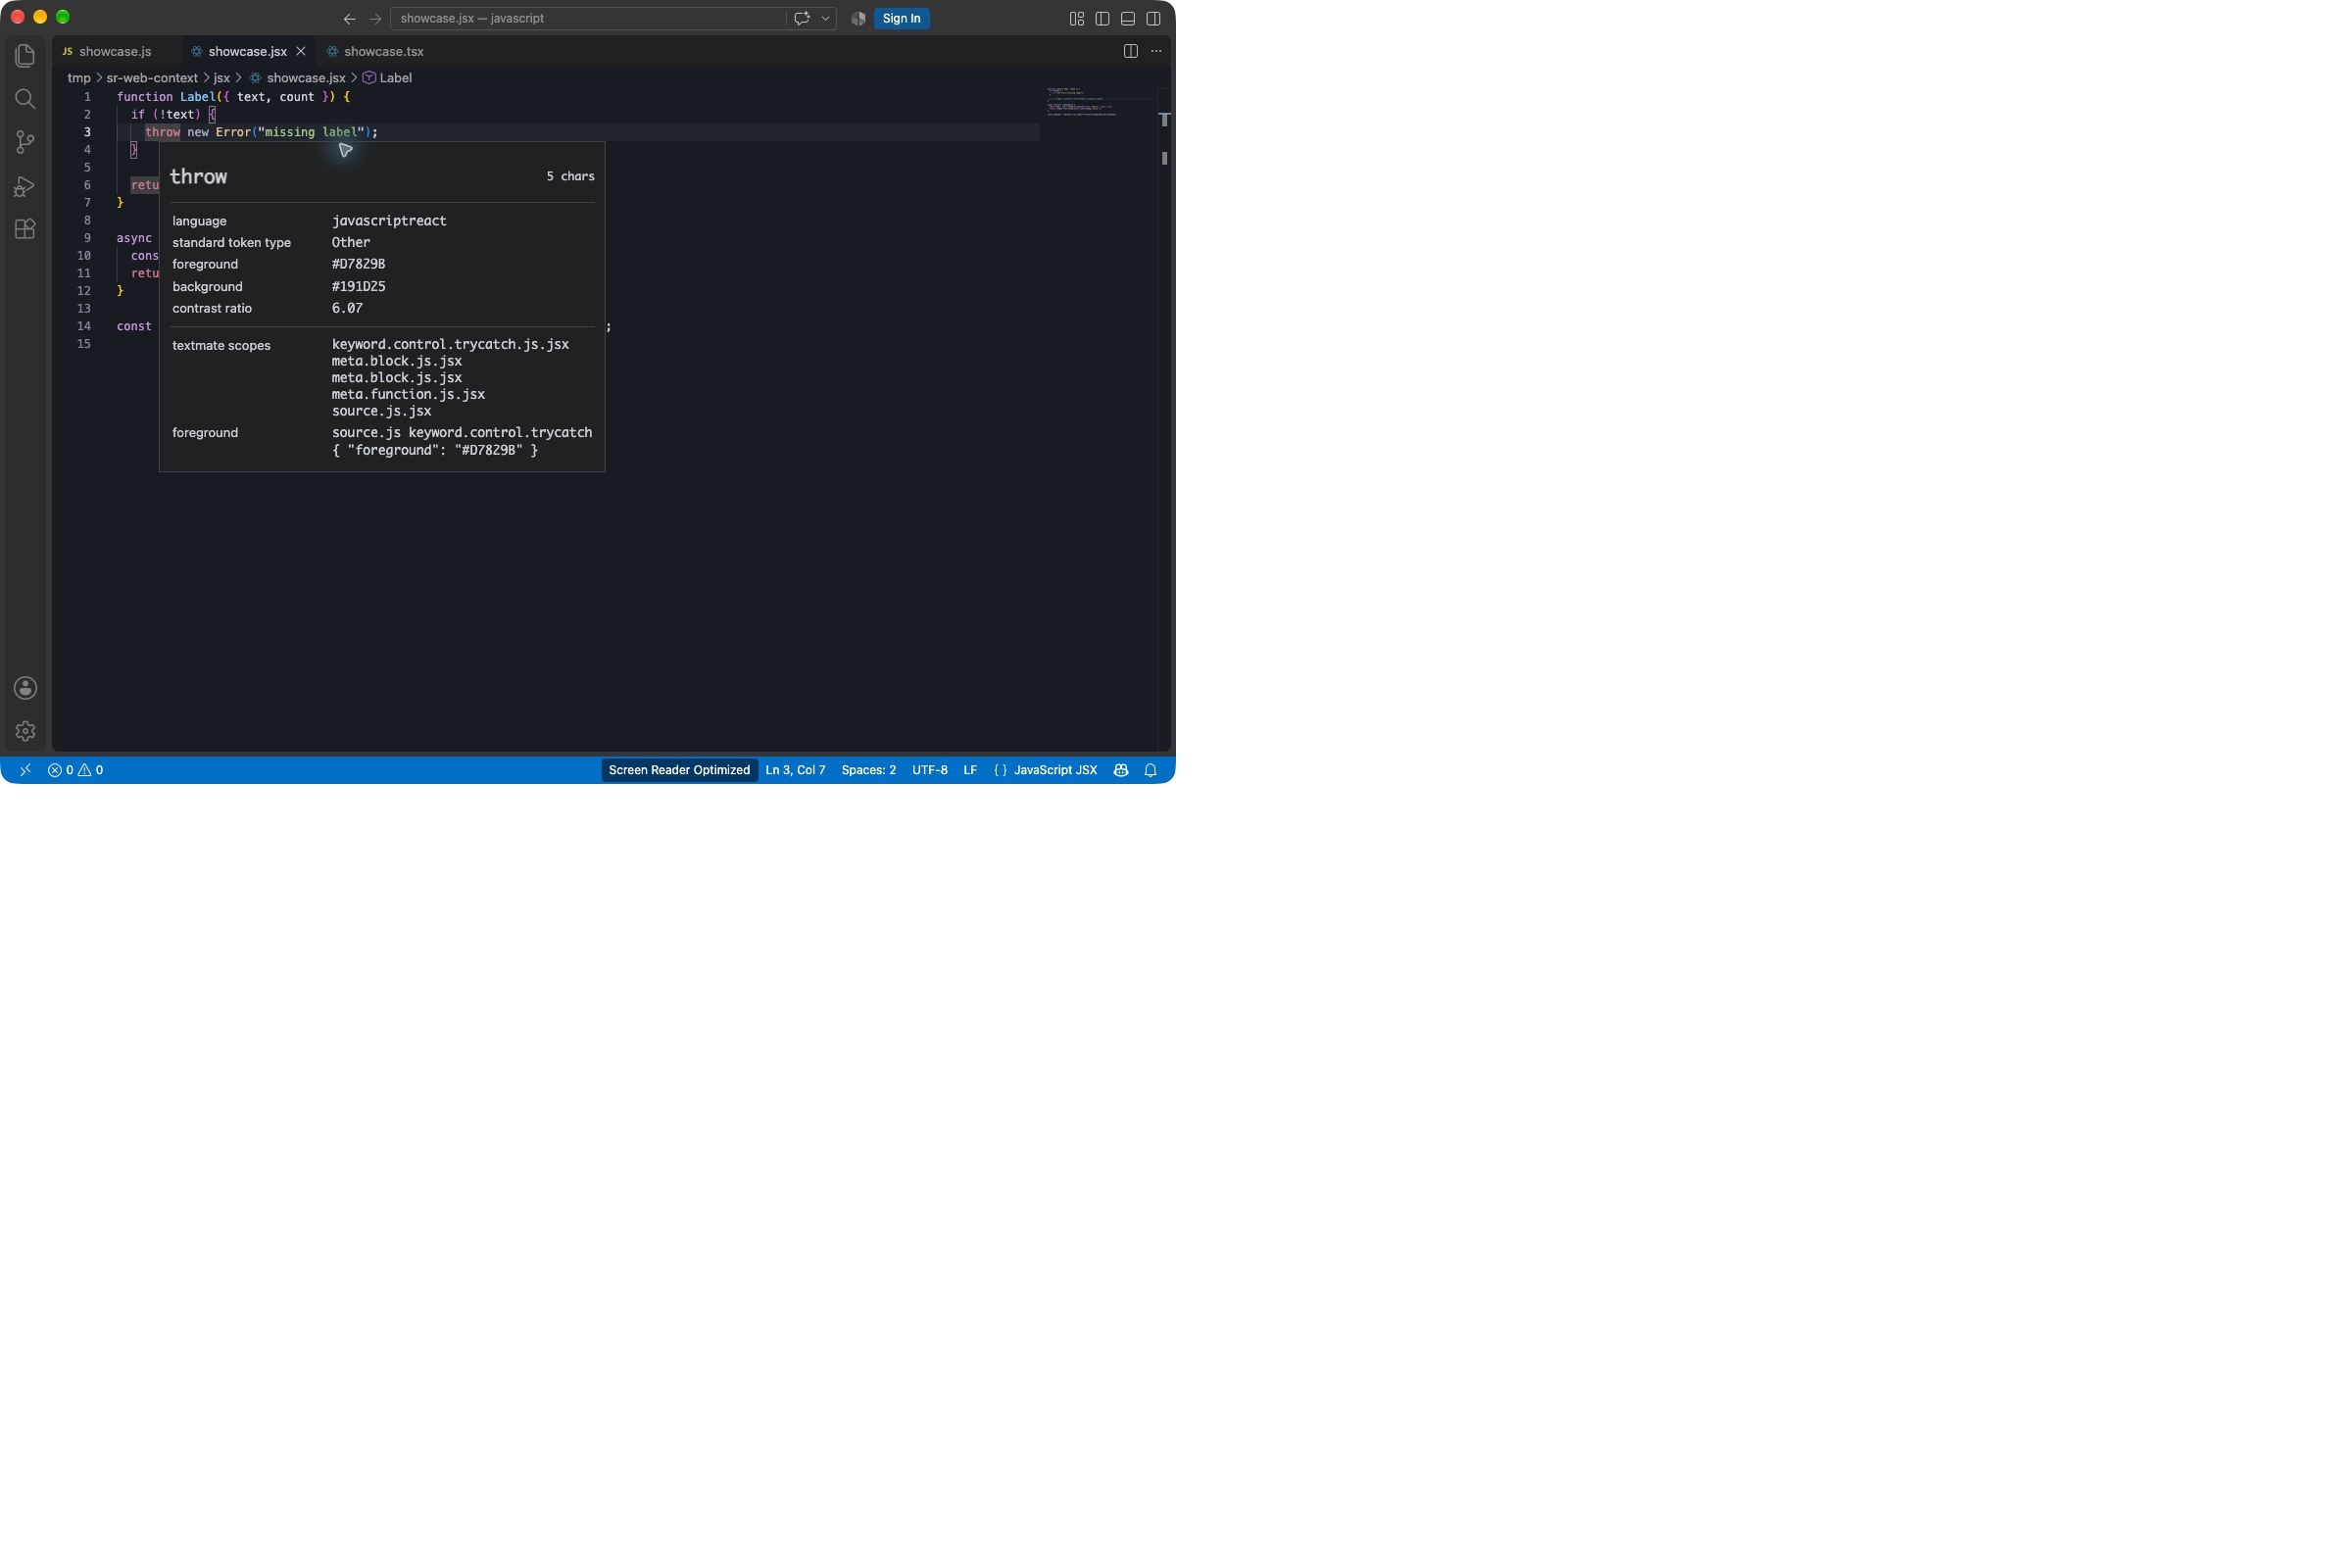 showcase.jsx — javascript
Sign In
JS showcase.js
showcase.jsx
showcase.tsx
tmp > sr-web-context > jsx > showcase.jsx > Label
1 function Label({ text, count }) {
2 if (!text) {
3 throw new Error("missing label");
4 }
5
6 retu
7 }
8
9 async
10 cons
11 retu
12 }
13
14 const ;
15
throw 5 chars
language javascriptreact
standard token type Other
foreground #D7829B
background #191D25
contrast ratio 6.07
textmate scopes keyword.control.trycatch.js.jsx
meta.block.js.jsx
meta.block.js.jsx
meta.function.js.jsx
source.js.jsx
foreground source.js keyword.control.trycatch
{ "foreground": "#D7829B" }
0 0 Screen Reader Optimized Ln 3, Col 7 Spaces: 2 UTF-8 LF { } JavaScript JSX